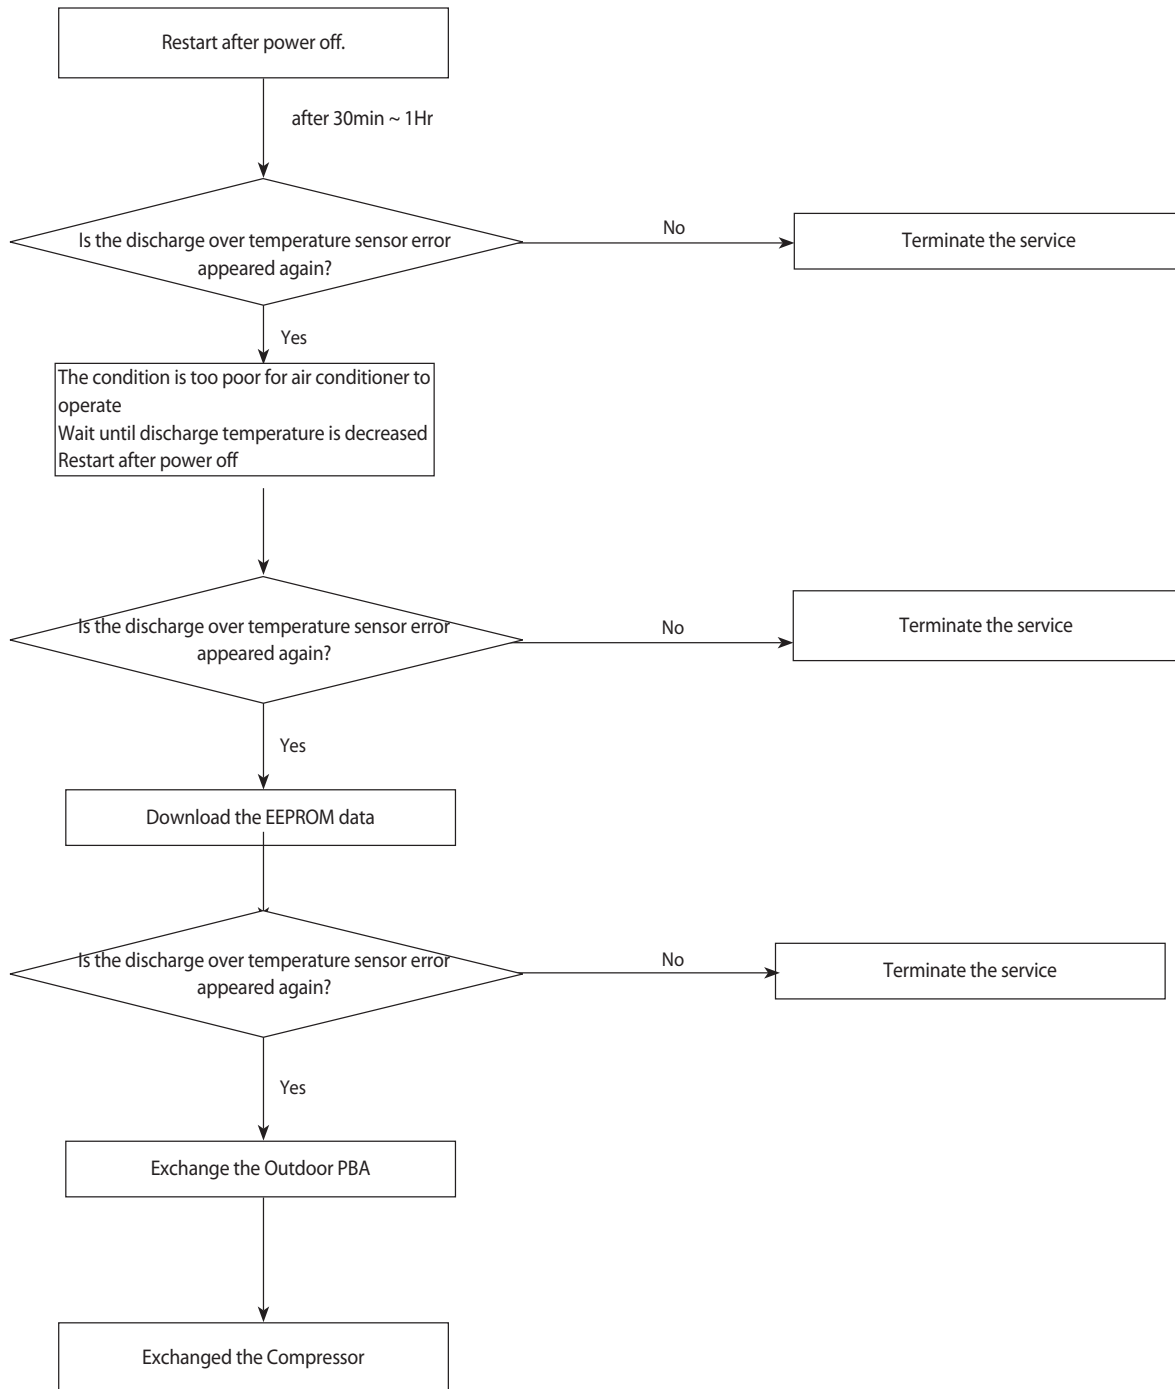 Restart after power off.
after 30min ~ 1Hr
Is the discharge over temperature sensor error
appeared again?
No
Terminate the service
Yes
The condition is too poor for air conditioner to
operate
Wait until discharge temperature is decreased
Restart after power off
Is the discharge over temperature sensor error
appeared again?
No
Terminate the service
Yes
Download the EEPROM data
Is the discharge over temperature sensor error
appeared again?
No
Terminate the service
Yes
Exchange the Outdoor PBA
Exchanged the Compressor